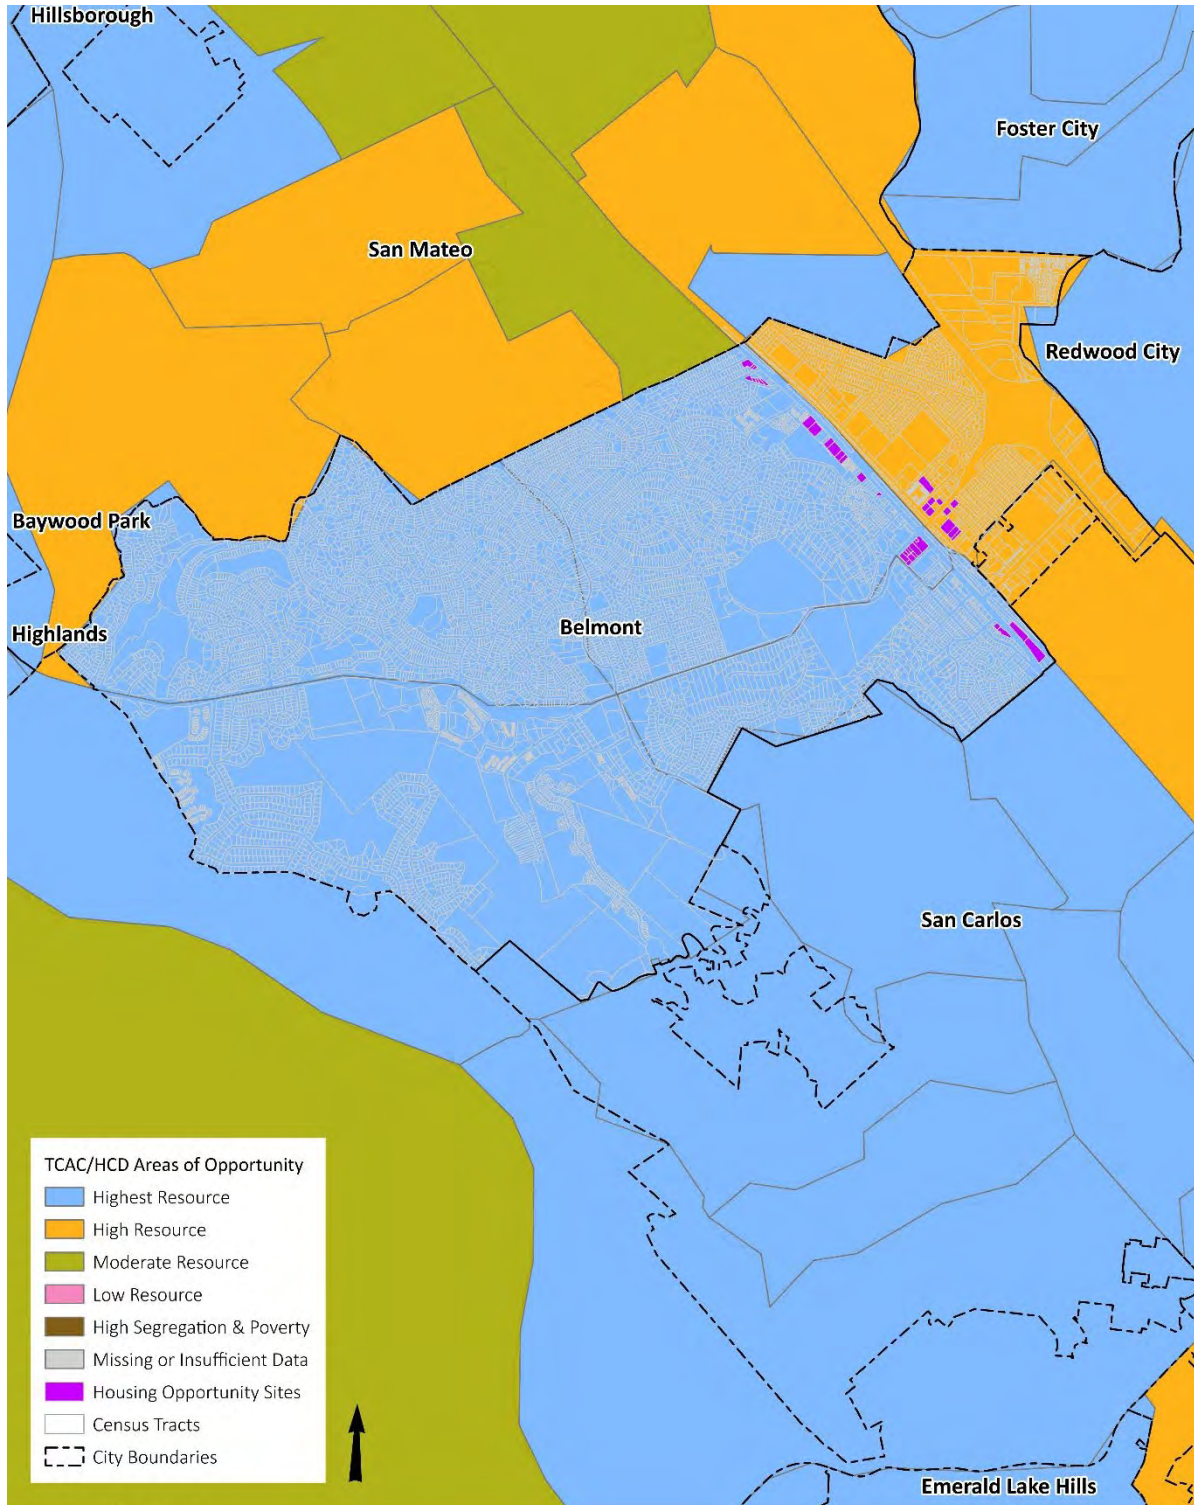 Hillsborough
Foster City
San Mateo
Redwood City
Baywood Park
Highlands
Belmont
San Carlos
TCAC/HCD Areas of Opportunity
Highest Resource
High Resource
Moderate Resource
Low Resource
High Segregation & Poverty
Missing or Insufficient Data
Housing Opportunity Sites
Census Tracts
City Boundaries
Emerald Lake Hills